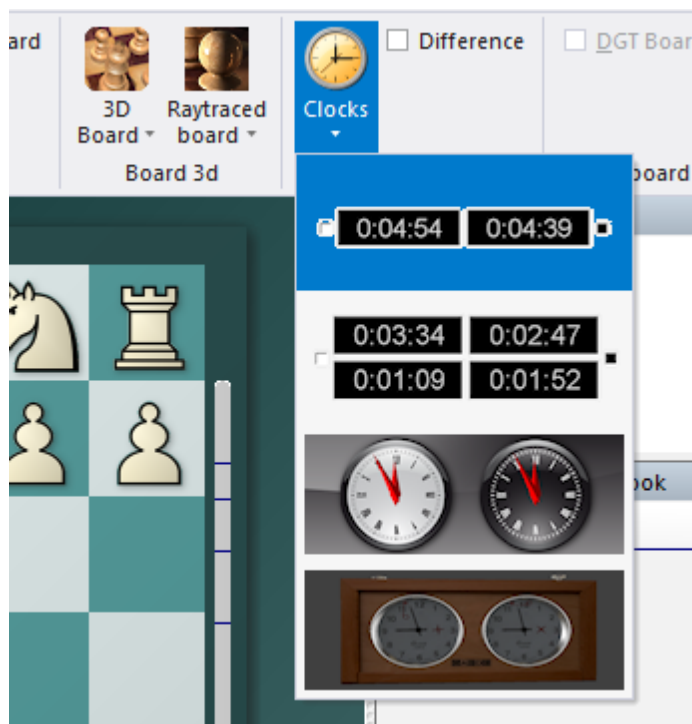 ard
3D
Board
Raytraced
board
Board 3d
Clocks
Difference
DGT Boar
board
0:04:54
0:04:39
0:03:34
0:02:47
0:01:09
0:01:52
ook